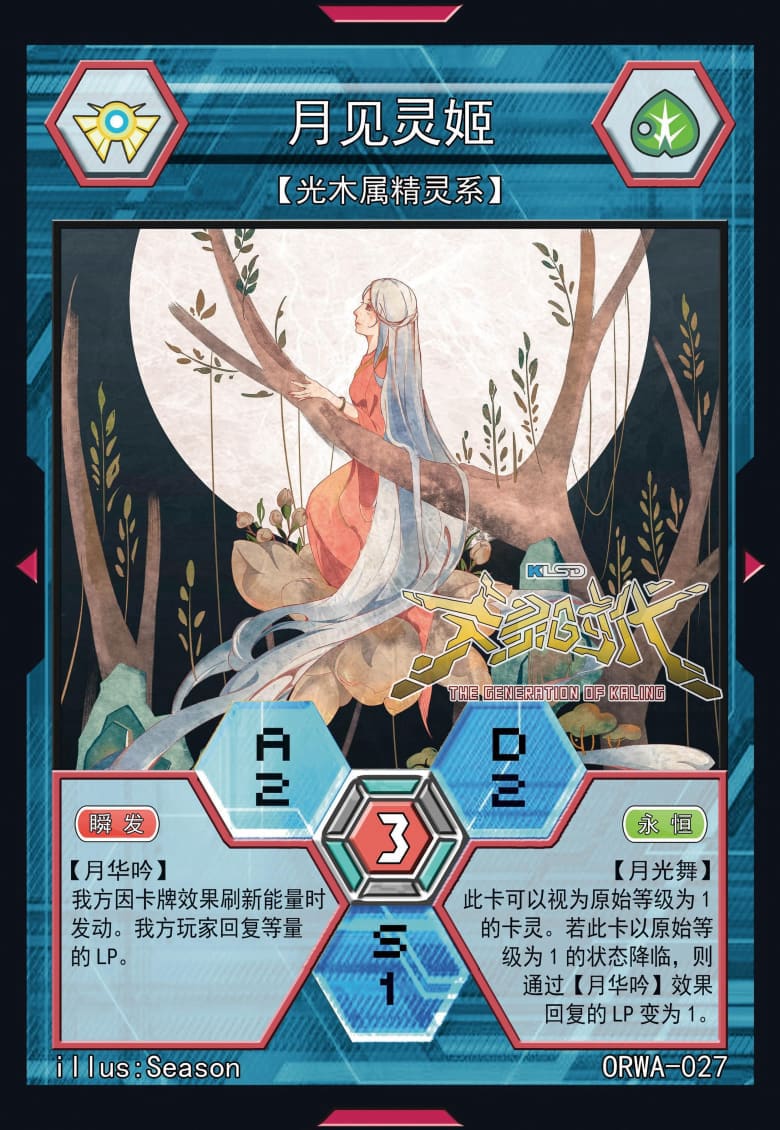 月见灵姬
【光木属精灵系】
KLSD
卡灵时代
THE GENERATION OF KALING
A
2
D
2
3
S
1
瞬发
【月华吟】
我方因卡牌效果刷新能量时
发动。我方玩家回复等量
的LP。
永恒
【月光舞】
此卡可以视为原始等级为1
的卡灵。若此卡以原始等
级为1的状态降临，则
通过【月华吟】效果
回复的LP变为1。
illus:Season
ORWA-027